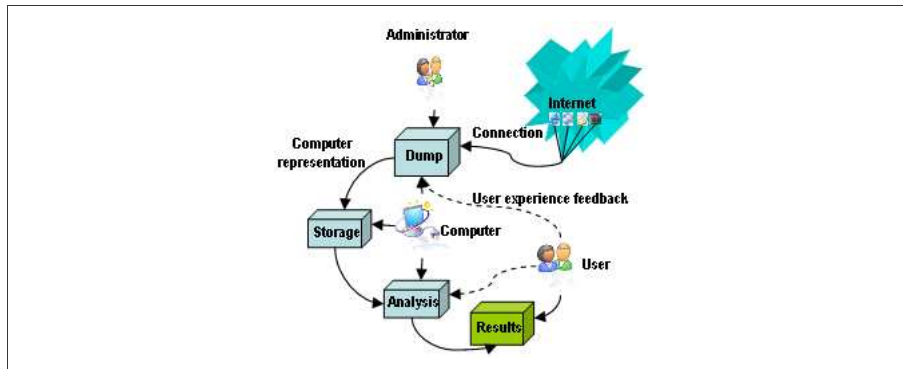 Administrator
Internet
Connection
Computer
representation
Dump
User experience feedback
Storage
Computer
User
Analysis
Results